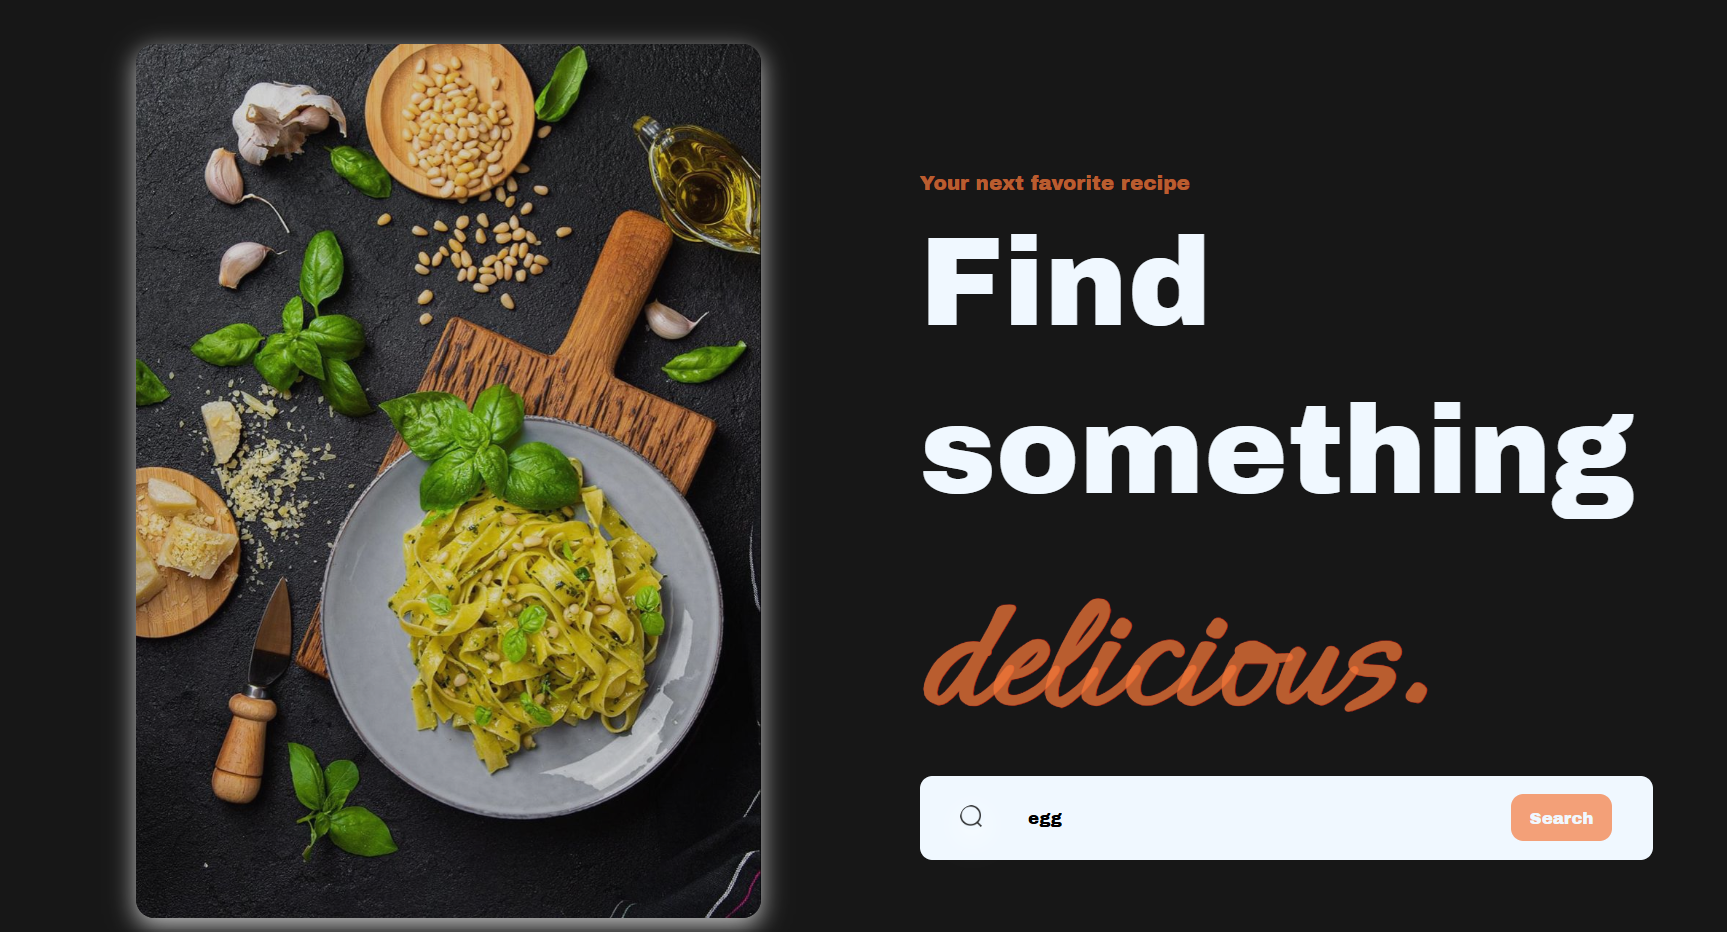 Your next favorite recipe
Find
something
delicious.
egg
Search